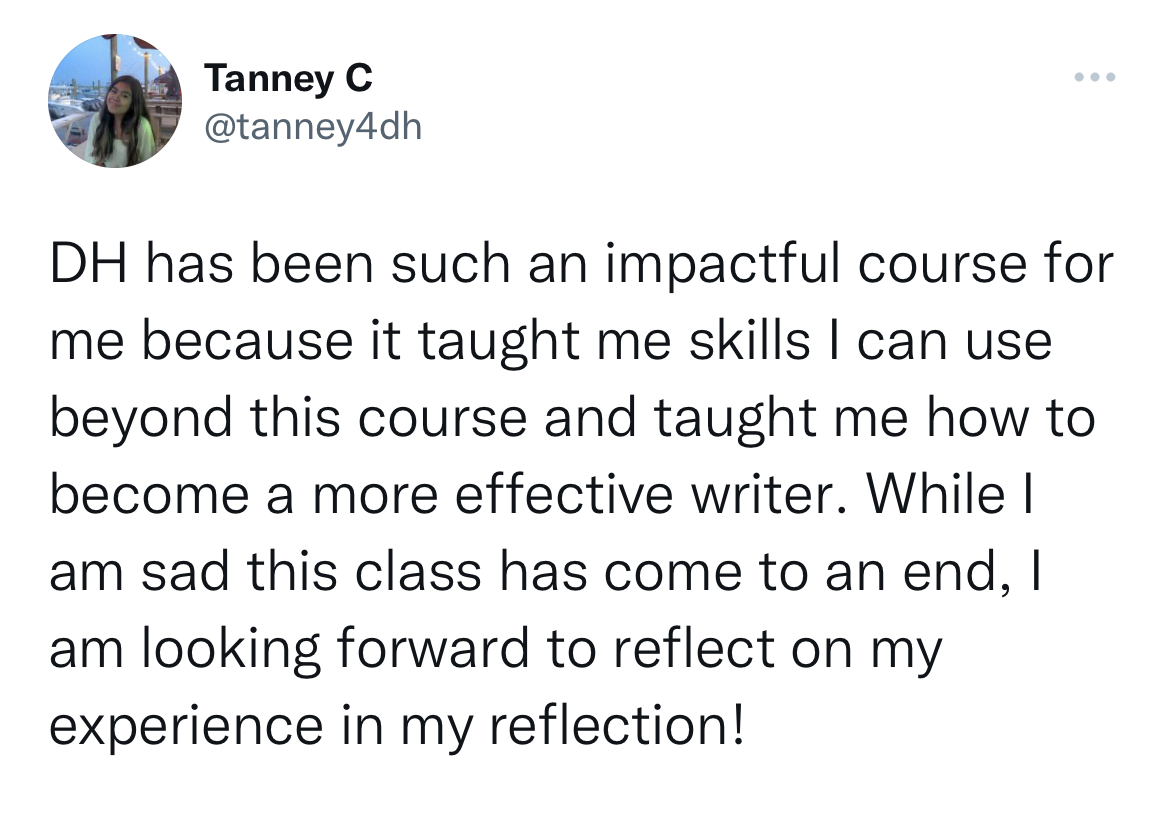 Tanney C
@tanney4dh
DH has been such an impactful course for
me because it taught me skills I can use
beyond this course and taught me how to
become a more effective writer. While I
am sad this class has come to an end, I
am looking forward to reflect on my
experience in my reflection!